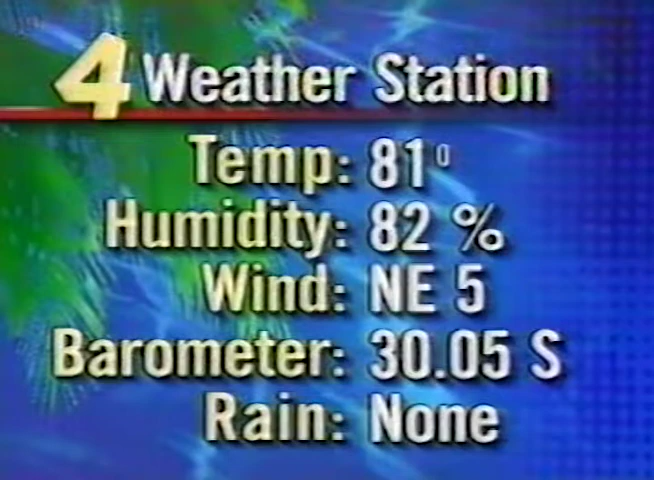 4 Weather Station
Temp: 81°
Humidity: 82 %
Wind: NE 5
Barometer: 30.05 S
Rain: None